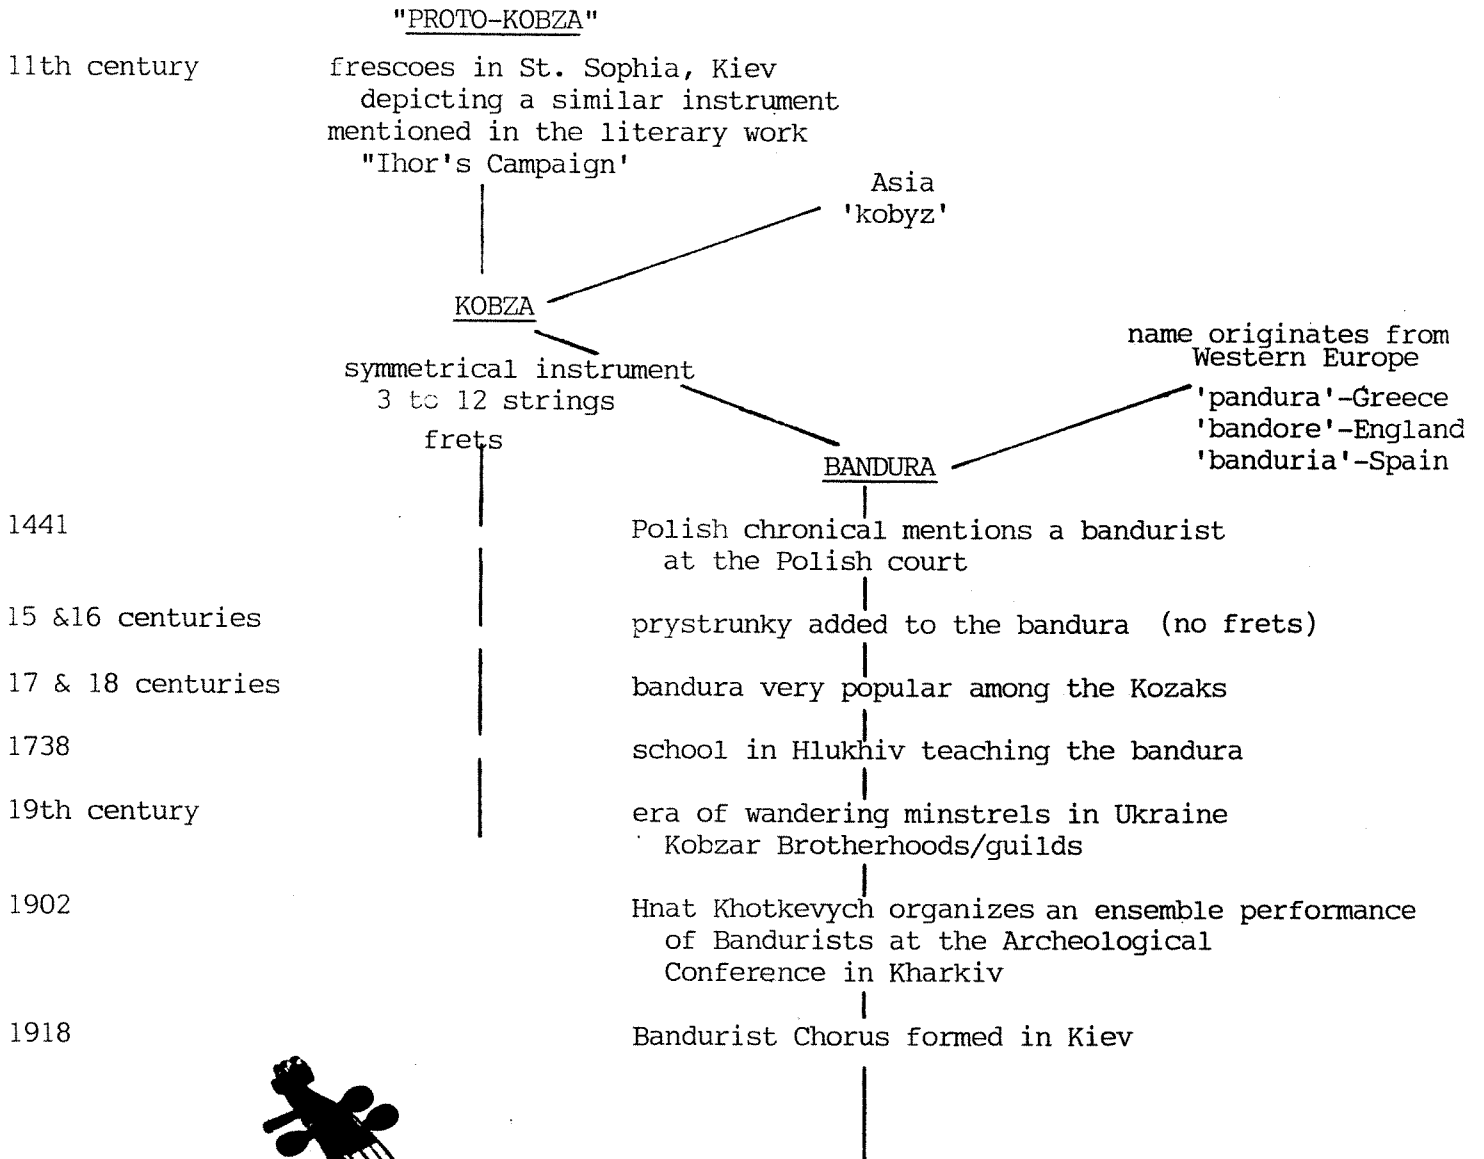 "PROTO-KOBZA"
11th century frescoes in St. Sophia, Kiev
depicting a similar instrument
mentioned in the literary work
"Ihor's Campaign'
Asia
'kobyz'
KOBZA
name originates from
Western Europe
symmetrical instrument
3 to 12 strings
frets
'pandura'-Greece
'bandore'-England
'banduria'-Spain
BANDURA
1441 Polish chronical mentions a bandurist
at the Polish court
15 &16 centuries prystrunky added to the bandura (no frets)
17 & 18 centuries bandura very popular among the Kozaks
1738 school in Hlukhiv teaching the bandura
19th century era of wandering minstrels in Ukraine
Kobzar Brotherhoods/guilds
1902 Hnat Khotkevych organizes an ensemble performance
of Bandurists at the Archeological
Conference in Kharkiv
1918 Bandurist Chorus formed in Kiev